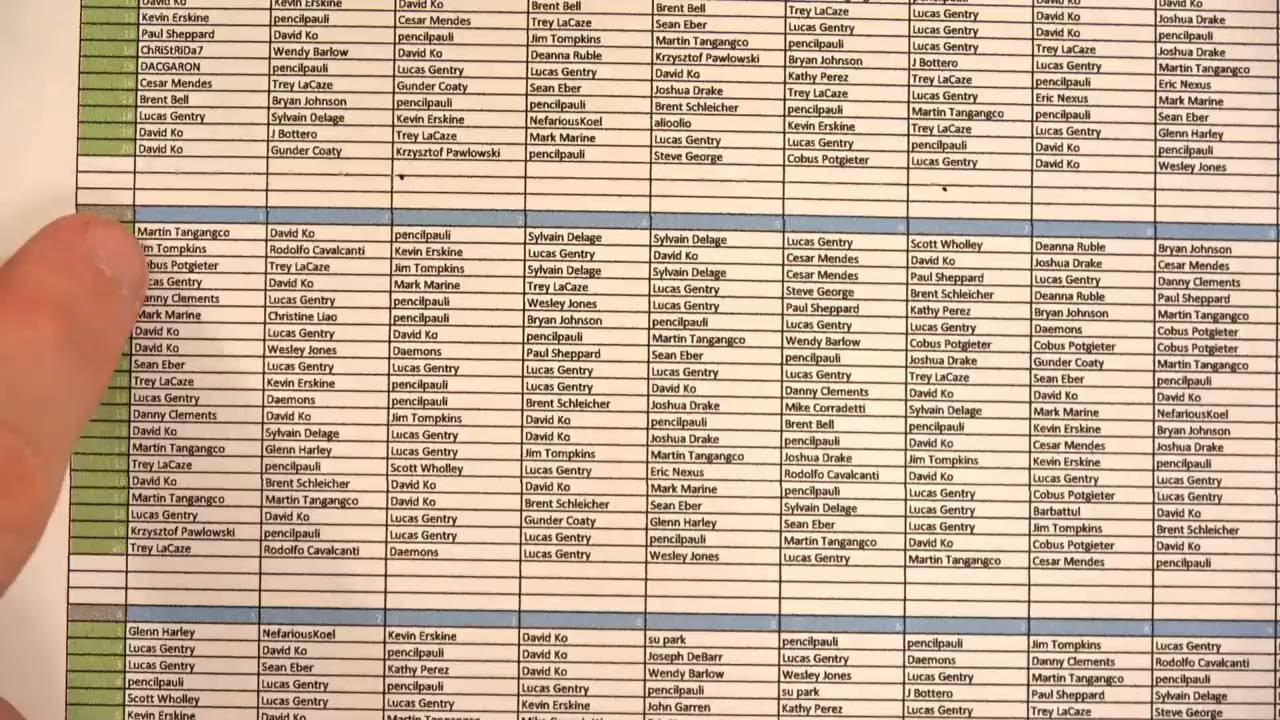 David Ko Kevin Erskine David Ko Brent Bell Brent Bell Trey LaCaze Lucas Gentry David Ko David Ko
Kevin Erskine pencilpauli Cesar Mendes Trey LaCaze Sean Eber Lucas Gentry Lucas Gentry David Ko Joshua Drake
Paul Sheppard David Ko pencilpauli Jim Tompkins Martin Tangangco pencilpauli Lucas Gentry Trey LaCaze pencilpauli
ChRiStRiDa7 Wendy Barlow David Ko Deanna Ruble Krzysztof Pawlowski Bryan Johnson J Bottero Lucas Gentry Joshua Drake
DACGARON pencilpauli Lucas Gentry Lucas Gentry David Ko Kathy Perez Trey LaCaze pencilpauli Martin Tangangco
Cesar Mendes Trey LaCaze Gunder Coaty Sean Eber Joshua Drake Trey LaCaze Lucas Gentry Eric Nexus Eric Nexus
Brent Bell Bryan Johnson pencilpauli pencilpauli Brent Schleicher pencilpauli Martin Tangangco pencilpauli Mark Marine
Lucas Gentry Sylvain Delage Kevin Erskine NefariousKoel alioolio Kevin Erskine Trey LaCaze Lucas Gentry Sean Eber
David Ko J Bottero Trey LaCaze Mark Marine Lucas Gentry Lucas Gentry pencilpauli David Ko Glenn Harley
David Ko Gunder Coaty Krzysztof Pawlowski pencilpauli Steve George Cobus Potgieter Lucas Gentry David Ko pencilpauli
Wesley Jones
Martin Tangangco David Ko pencilpauli Sylvain Delage Sylvain Delage Lucas Gentry Scott Wholley Deanna Ruble Bryan Johnson
im Tompkins Rodolfo Cavalcanti Kevin Erskine Lucas Gentry David Ko Cesar Mendes David Ko Joshua Drake Cesar Mendes
obus Potgieter Trey LaCaze Jim Tompkins Sylvain Delage Sylvain Delage Cesar Mendes Paul Sheppard Lucas Gentry Danny Clements
cas Gentry David Ko Mark Marine Trey LaCaze Lucas Gentry Steve George Brent Schleicher Deanna Ruble Paul Sheppard
anny Clements Lucas Gentry pencilpauli Wesley Jones Lucas Gentry Paul Sheppard Kathy Perez Bryan Johnson Martin Tangangco
Mark Marine Christine Liao pencilpauli Bryan Johnson pencilpauli Lucas Gentry Lucas Gentry Daemons Cobus Potgieter
David Ko Lucas Gentry David Ko pencilpauli Martin Tangangco Wendy Barlow Cobus Potgieter Cobus Potgieter Cobus Potgieter
David Ko Wesley Jones Daemons Paul Sheppard Sean Eber pencilpauli Joshua Drake Gunder Coaty Martin Tangangco
Sean Eber Lucas Gentry Lucas Gentry Lucas Gentry Lucas Gentry Lucas Gentry Trey LaCaze Sean Eber pencilpauli
Trey LaCaze Kevin Erskine pencilpauli Lucas Gentry David Ko Danny Clements David Ko David Ko David Ko
Lucas Gentry Daemons pencilpauli Brent Schleicher Joshua Drake Mike Corradetti Sylvain Delage Mark Marine NefariousKoel
Danny Clements David Ko Jim Tompkins David Ko pencilpauli Brent Bell pencilpauli Kevin Erskine Bryan Johnson
David Ko Sylvain Delage Lucas Gentry David Ko Joshua Drake pencilpauli David Ko Cesar Mendes Joshua Drake
Martin Tangangco Glenn Harley Lucas Gentry Jim Tompkins Martin Tangangco Joshua Drake Jim Tompkins Kevin Erskine pencilpauli
Trey LaCaze pencilpauli Scott Wholley Lucas Gentry Eric Nexus Rodolfo Cavalcanti David Ko Lucas Gentry Lucas Gentry
David Ko Brent Schleicher David Ko David Ko Mark Marine pencilpauli Lucas Gentry Cobus Potgieter Lucas Gentry
Martin Tangangco Martin Tangangco David Ko Brent Schleicher Sean Eber Sylvain Delage Lucas Gentry Barbattul David Ko
Lucas Gentry David Ko Lucas Gentry Gunder Coaty Glenn Harley Sean Eber Lucas Gentry Jim Tompkins Brent Schleicher
Krzysztof Pawlowski pencilpauli Lucas Gentry Lucas Gentry pencilpauli Martin Tangangco David Ko Cobus Potgieter David Ko
Trey LaCaze Rodolfo Cavalcanti Daemons Lucas Gentry Wesley Jones Lucas Gentry Martin Tangangco Cesar Mendes pencilpauli
Glenn Harley NefariousKoel Kevin Erskine David Ko su park pencilpauli pencilpauli Jim Tompkins Lucas Gentry
Lucas Gentry David Ko pencilpauli David Ko Joseph DeBarr Lucas Gentry Daemons Danny Clements Rodolfo Cavalcanti
Lucas Gentry Sean Eber Kathy Perez David Ko Wendy Barlow Wesley Jones Lucas Gentry Martin Tangangco pencilpauli
pencilpauli Lucas Gentry pencilpauli Lucas Gentry pencilpauli su park J Bottero Paul Sheppard Sylvain Delage
Scott Wholley Lucas Gentry Lucas Gentry Kevin Erskine John Garren Kathy Perez Lucas Gentry Trey LaCaze Steve George
Kevin Erskine David Ko